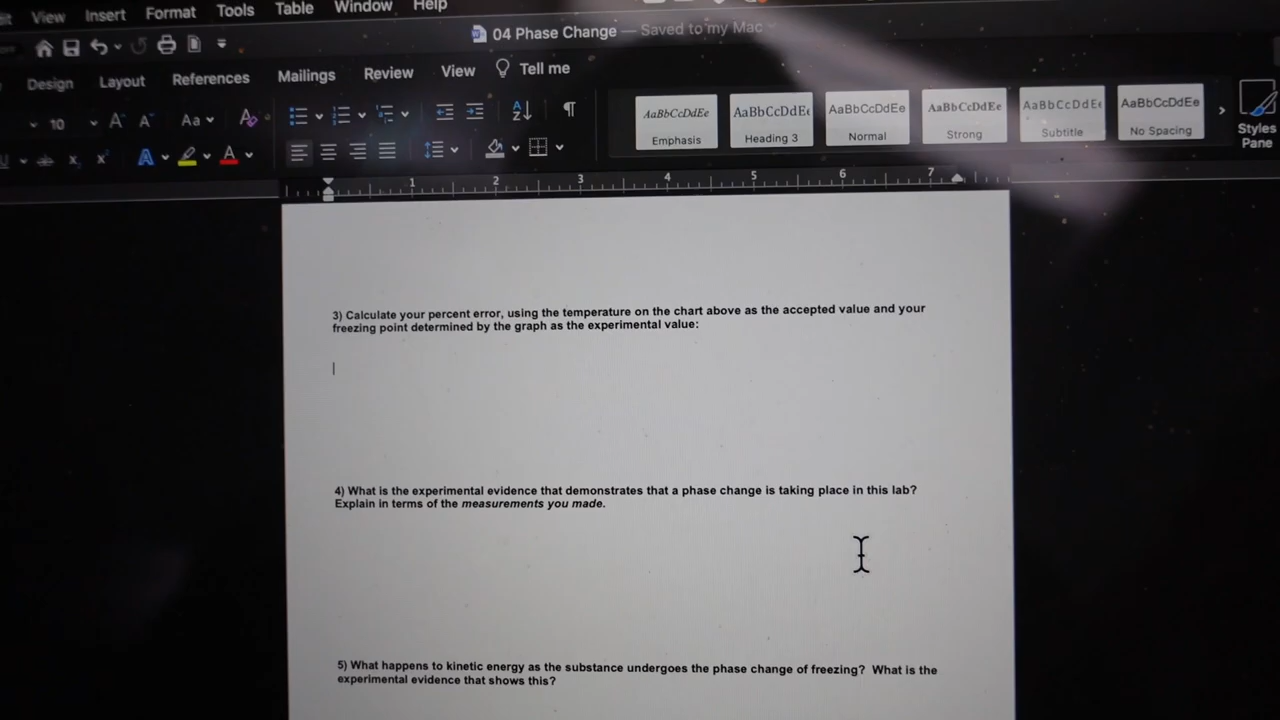 View Insert Format Tools Table Window Help
04 Phase Change — Saved to my Mac
Design Layout References Mailings Review View Tell me
10 A A Aa A
AaBbCcDdEe AaBbCcDdEe AaBbCcDdEe AaBbCcDdEe AaBbCcDdEe AaBbCcDdEe
Emphasis Heading 3 Normal Strong Subtitle No Spacing
Styles
Pane
1 2 3 4 5 6 7
3) Calculate your percent error, using the temperature on the chart above as the accepted value and your
freezing point determined by the graph as the experimental value:
4) What is the experimental evidence that demonstrates that a phase change is taking place in this lab?
Explain in terms of the measurements you made.
5) What happens to kinetic energy as the substance undergoes the phase change of freezing? What is the
experimental evidence that shows this?